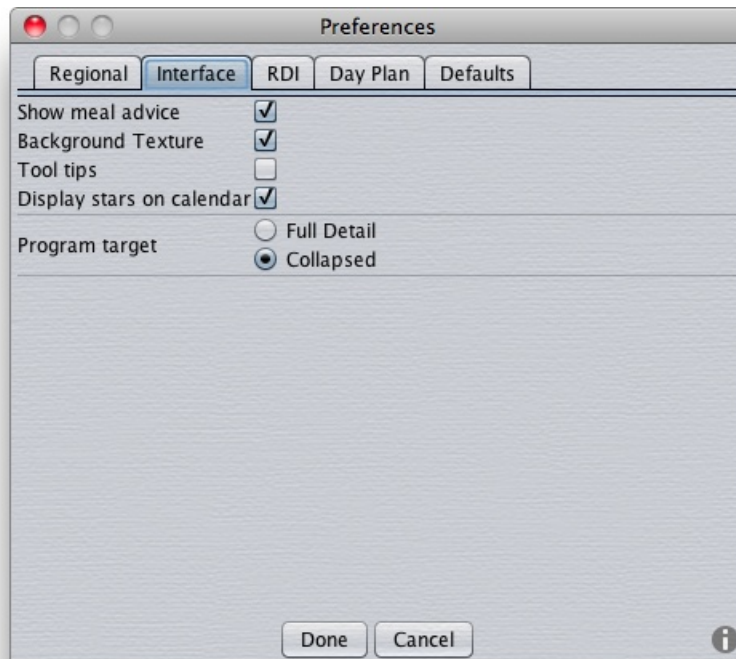 Preferences
Regional Interface RDI Day Plan Defaults
Show meal advice
Background Texture
Tool tips
Display stars on calendar
Program target
Full Detail
Collapsed
Done Cancel